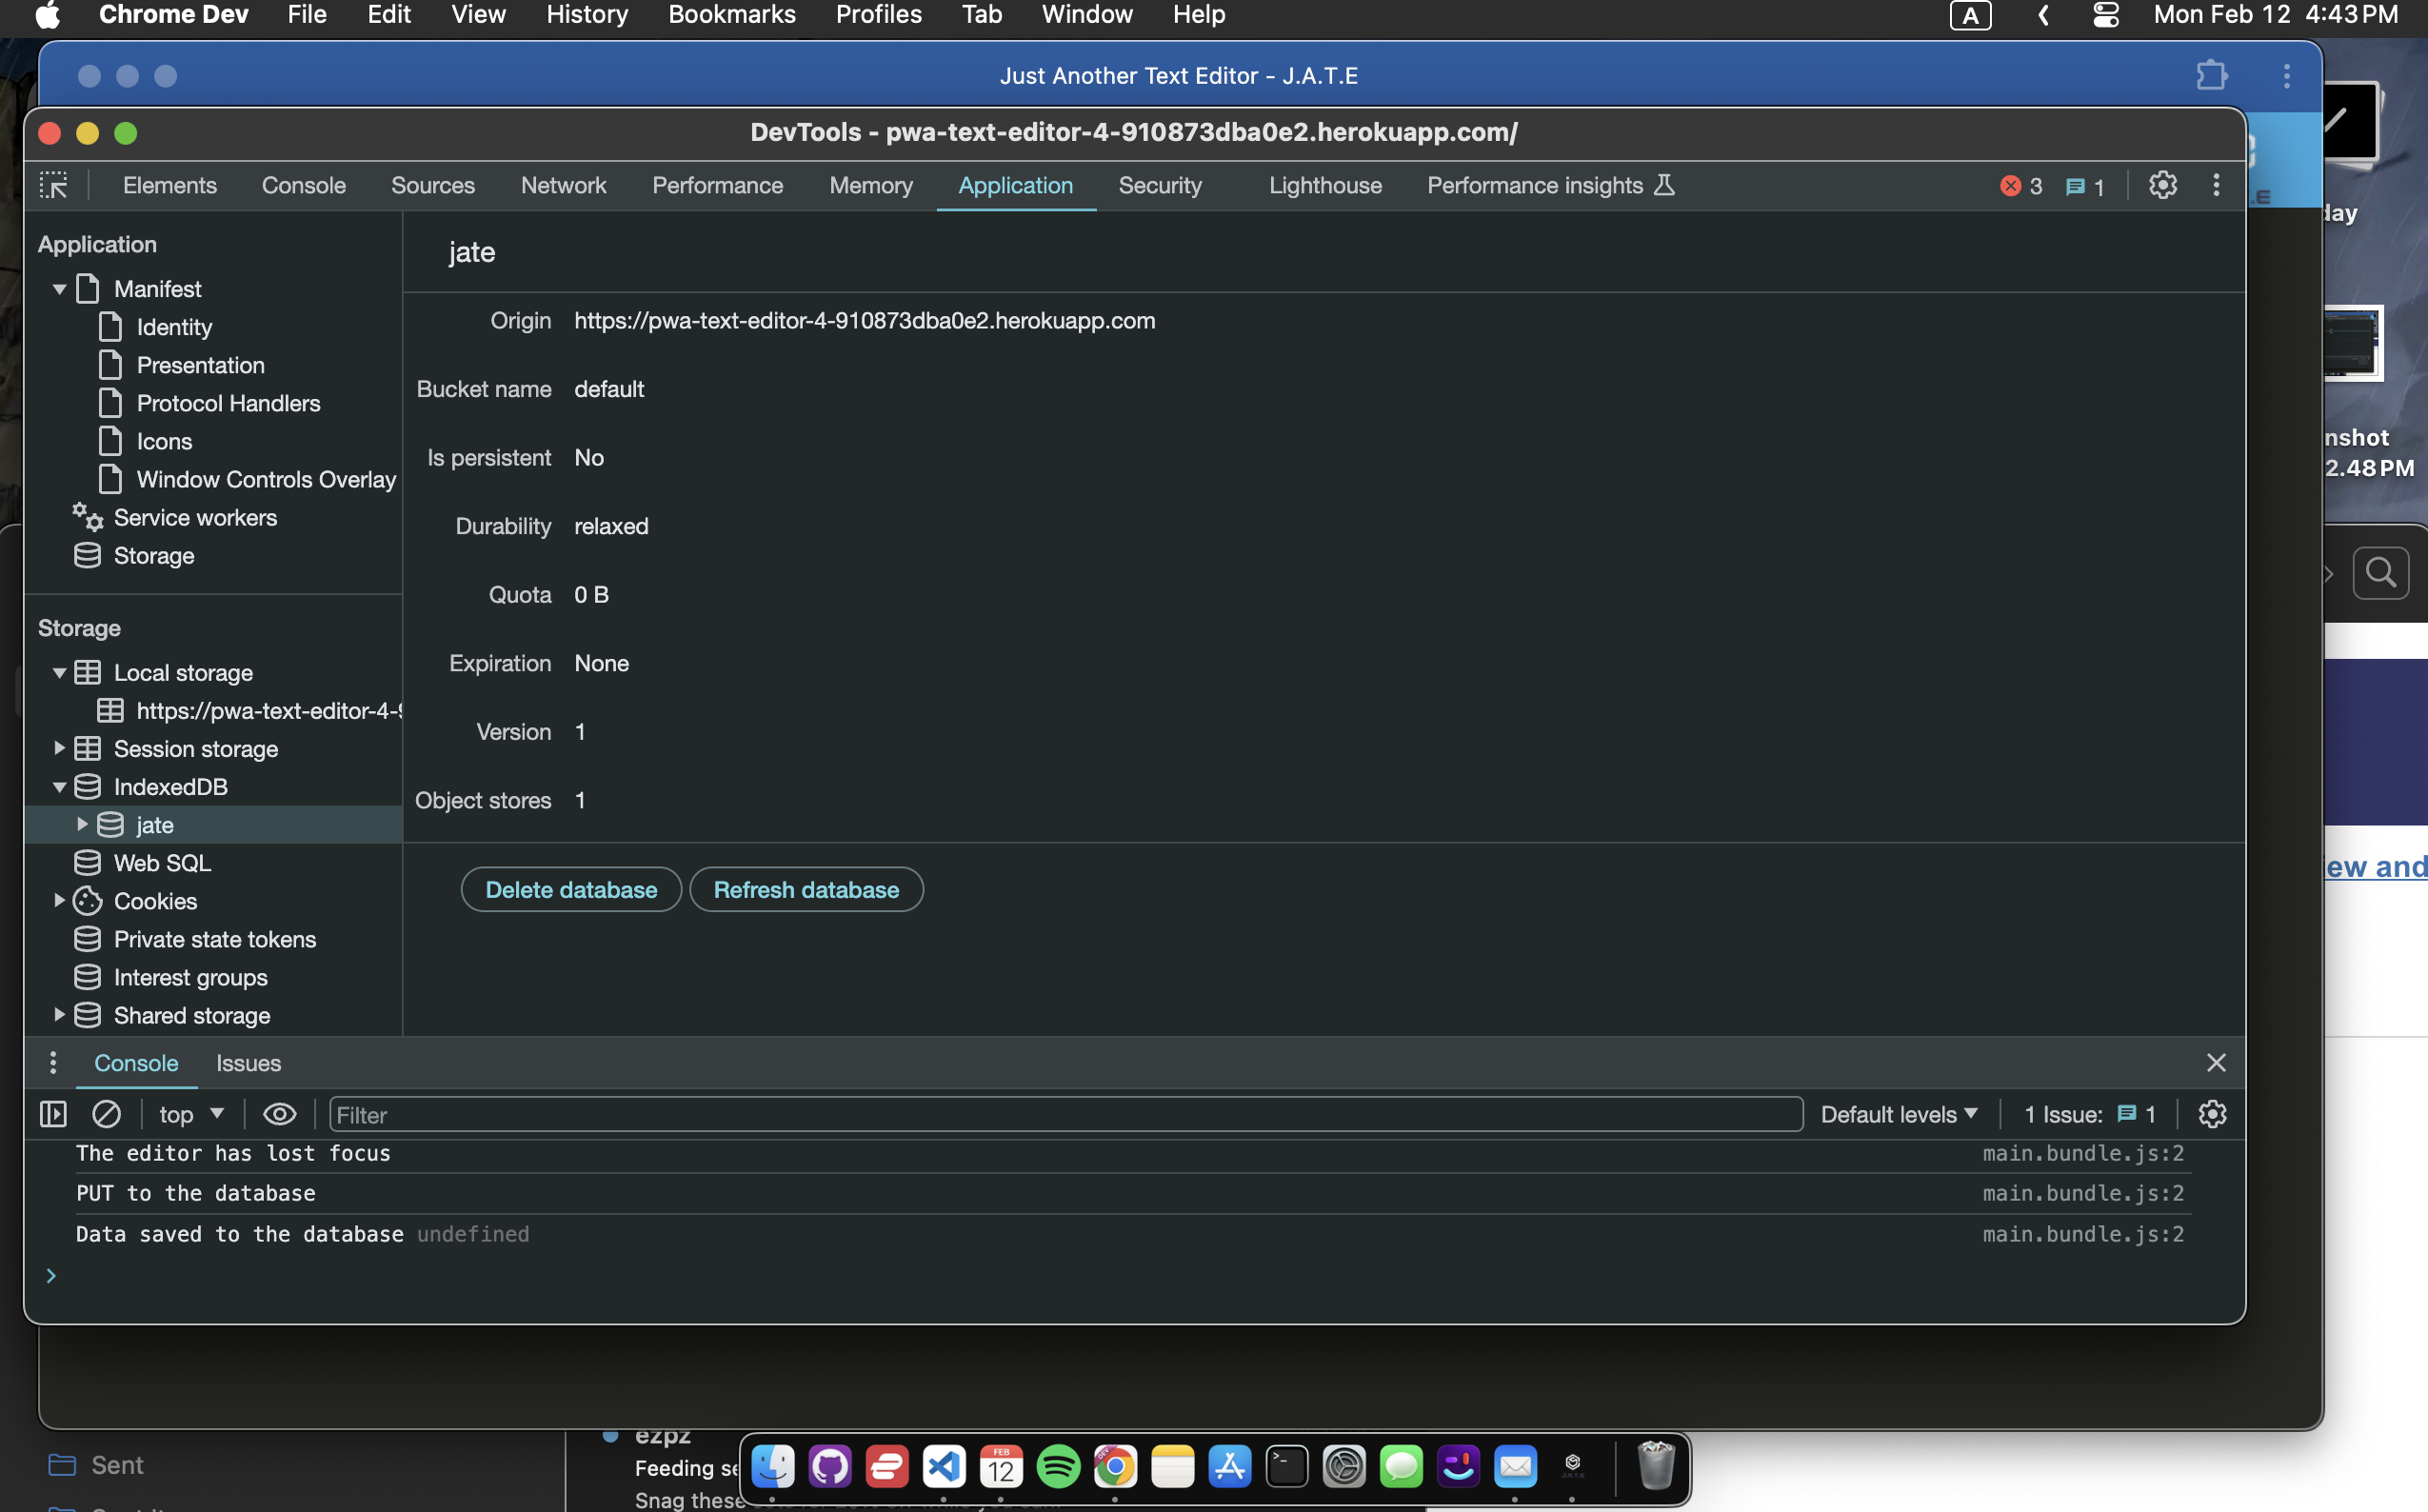 Chrome Dev File Edit View History Bookmarks Profiles Tab Window Help A Mon Feb 12 4:43 PM
Just Another Text Editor - J.A.T.E
DevTools - pwa-text-editor-4-910873dba0e2.herokuapp.com/
Elements Console Sources Network Performance Memory Application Security Lighthouse Performance insights 3 1
Application
Manifest
Identity
Presentation
Protocol Handlers
Icons
Window Controls Overlay
Service workers
Storage
Storage
Local storage
https://pwa-text-editor-4-9
Session storage
IndexedDB
jate
Web SQL
Cookies
Private state tokens
Interest groups
Shared storage
jate
Origin https://pwa-text-editor-4-910873dba0e2.herokuapp.com
Bucket name default
Is persistent No
Durability relaxed
Quota 0 B
Expiration None
Version 1
Object stores 1
Delete database Refresh database
Console Issues
top Filter Default levels 1 Issue: 1
The editor has lost focus main.bundle.js:2
PUT to the database main.bundle.js:2
Data saved to the database undefined main.bundle.js:2
nshot
2.48 PM
ew and
Sent
ezpz
Feeding se
Snag these
FEB
12